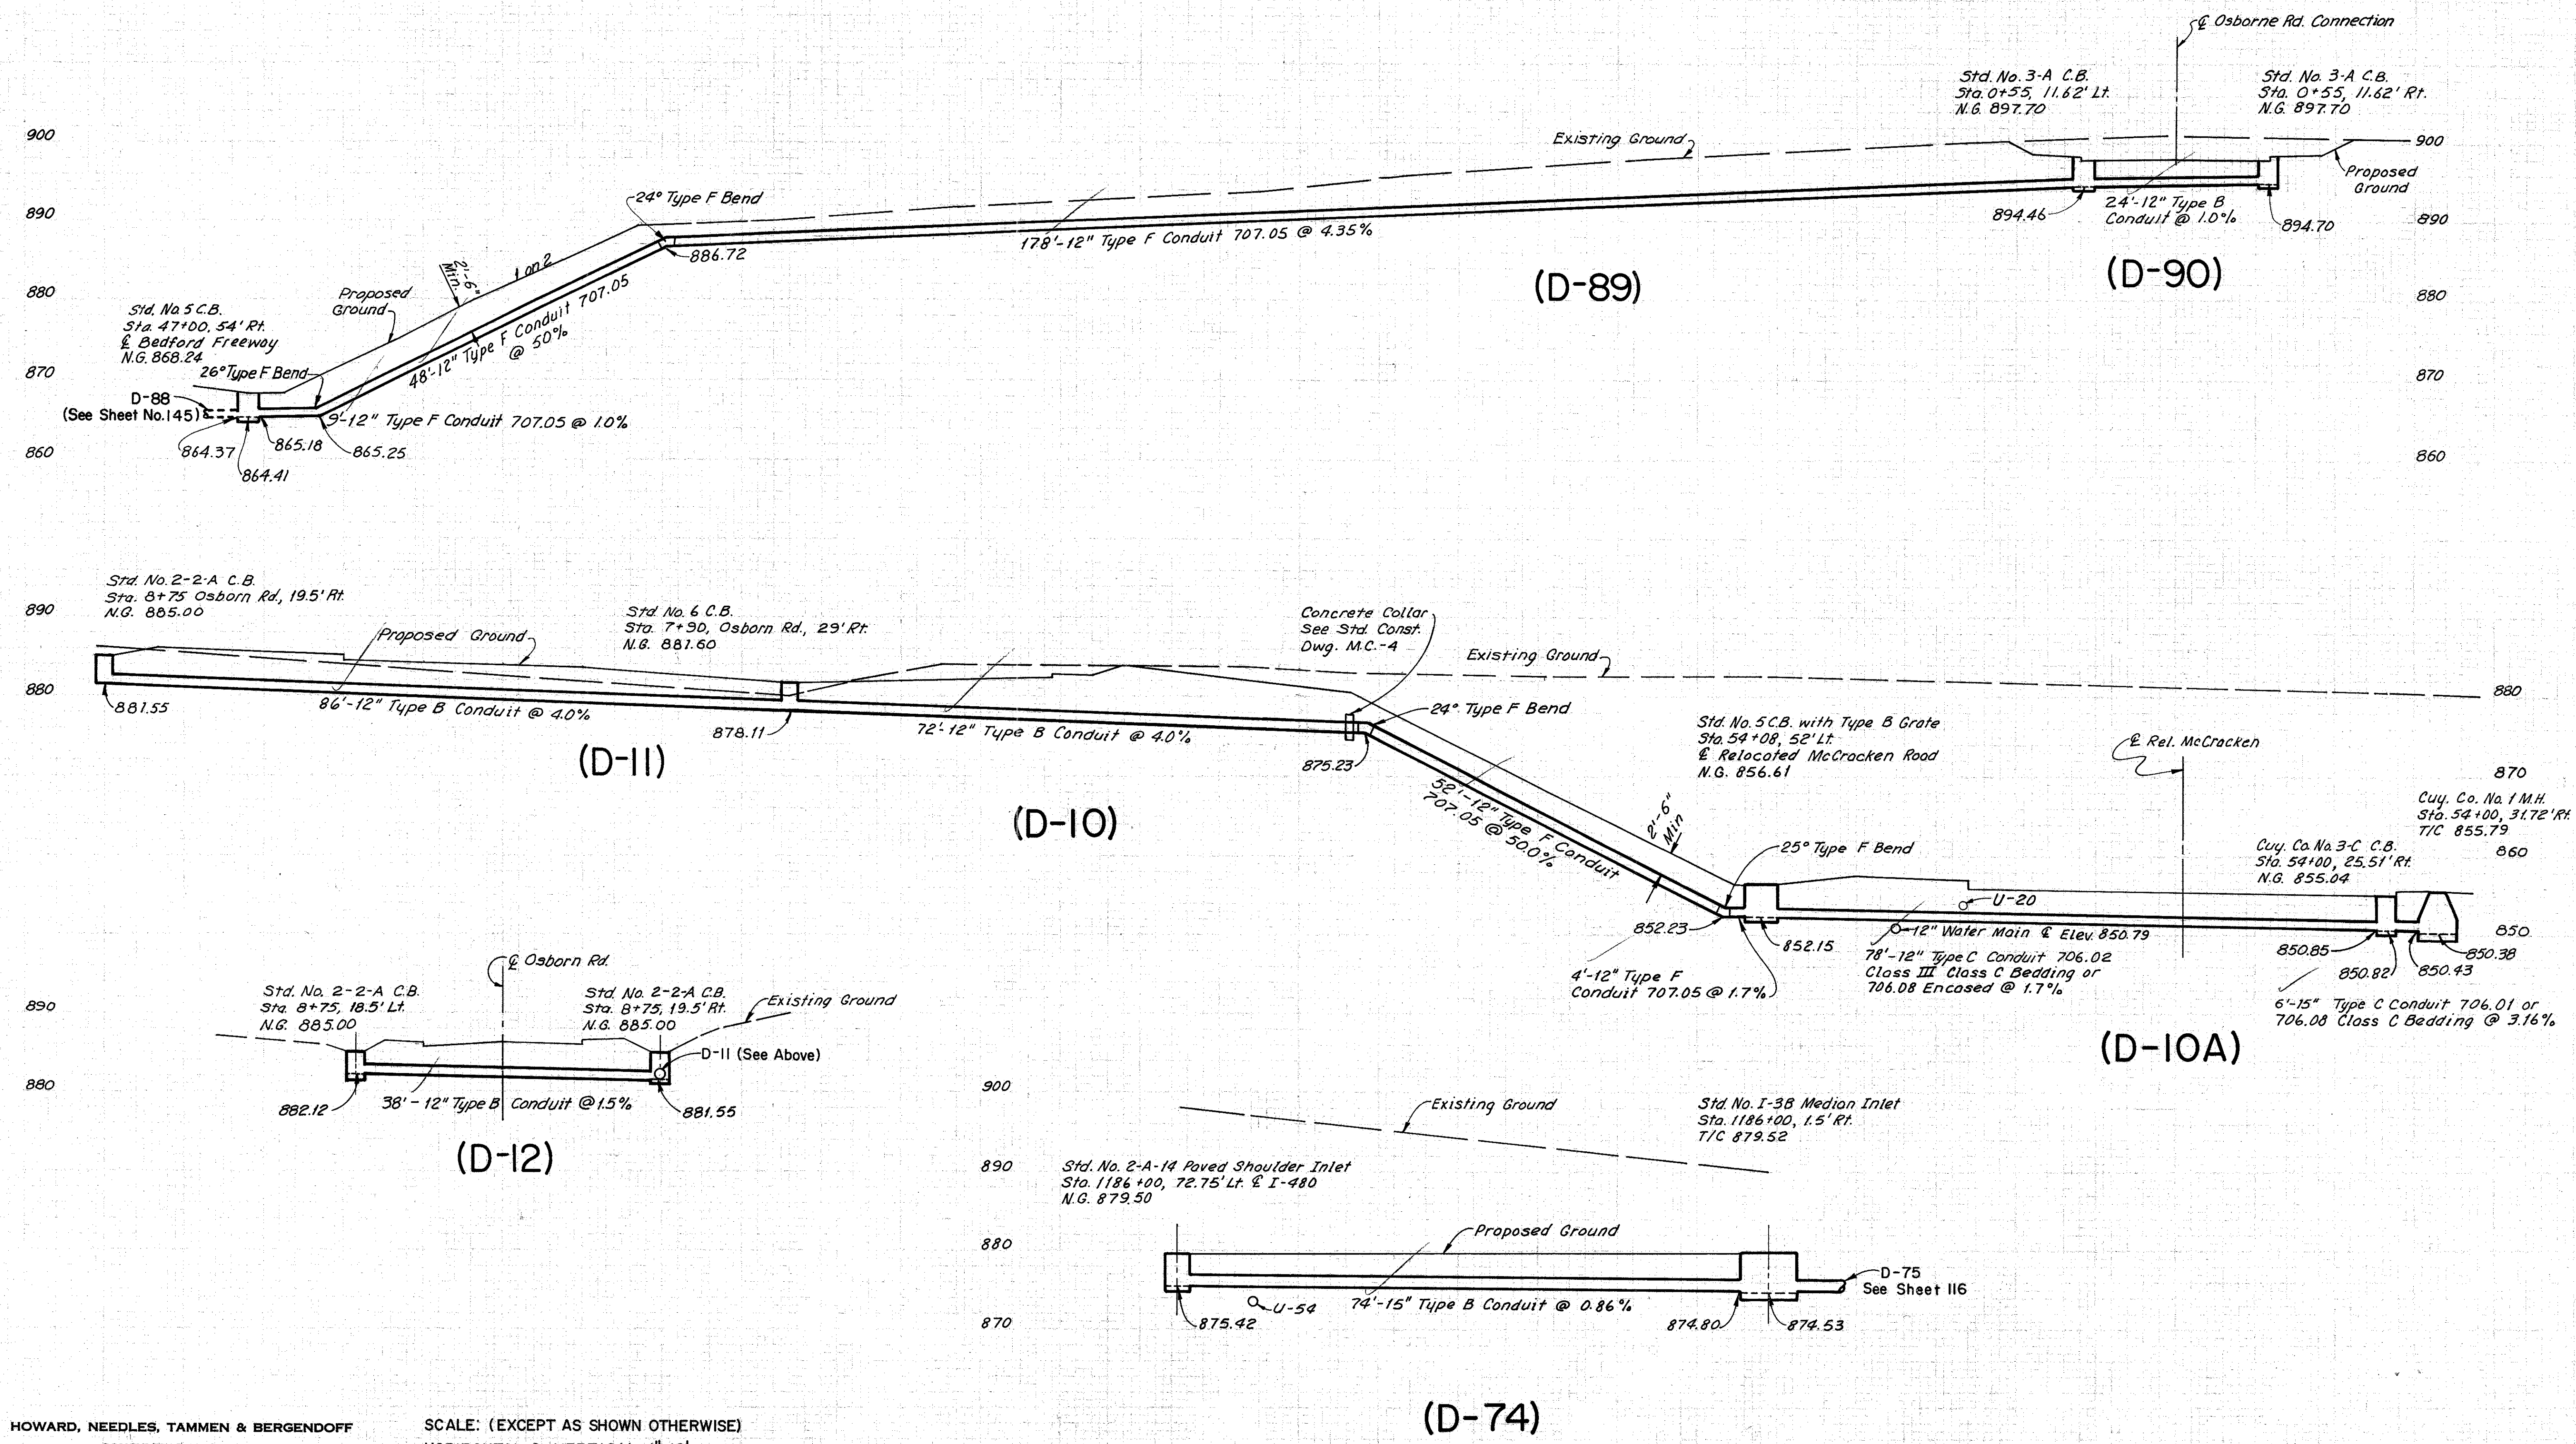 ℄ Osborne Rd. Connection
Std. No. 3-A C.B.
Sta. 0+55, 11.62' Lt.
N.G. 897.70
Std. No. 3-A C.B.
Sta. 0+55, 11.62' Rt.
N.G. 897.70
900
Existing Ground
900
Proposed
Ground
24° Type F Bend
890
886.72
178'-12" Type F Conduit 707.05 @ 4.35%
894.46
24'-12" Type B
Conduit @ 1.0%
894.70
890
(D-89)
(D-90)
1 on 2
2'-6"
Min.
880
Proposed
Ground
48'-12" Type F Conduit 707.05
@ 50%
880
Std. No. 5 C.B.
Sta. 47+00, 54' Rt.
℄ Bedford Freeway
N.G. 868.24
870
26° Type F Bend
870
D-88
(See Sheet No. 145)
9'-12" Type F Conduit 707.05 @ 1.0%
864.37
865.18
865.25
864.41
860
860
Std. No. 2-2-A C.B.
Sta. 8+75 Osborn Rd., 19.5' Rt.
N.G. 885.00
890
Proposed Ground
Std. No. 6 C.B.
Sta. 7+90, Osborn Rd., 29' Rt.
N.G. 881.60
Concrete Collar
See Std. Const.
Dwg. M.C.-4
Existing Ground
880
880
881.55
86'-12" Type B Conduit @ 4.0%
878.11
72'-12" Type B Conduit @ 4.0%
24° Type F Bend
875.23
(D-11)
(D-10)
52'-12" Type F Conduit
707.05 @ 50.0%
2'-6"
Min
Std. No. 5 C.B. with Type B Grate
Sta. 54+08, 52' Lt.
℄ Relocated McCracken Road
N.G. 856.61
℄ Rel. McCracken
870
Cuy. Co. No. 1 M.H.
Sta. 54+00, 31.72' Rt.
T/C 855.79
860
25° Type F Bend
Cuy. Co. No. 3-C C.B.
Sta. 54+00, 25.51' Rt.
N.G. 855.04
U-20
12" Water Main ℄ Elev. 850.79
850
852.23
852.15
78'-12" Type C Conduit 706.02
Class III Class C Bedding or
706.08 Encased @ 1.7%
4'-12" Type F
Conduit 707.05 @ 1.7%
850.85
850.82
850.43
850.38
6'-15" Type C Conduit 706.01 or
706.08 Class C Bedding @ 3.16%
(D-10A)
℄ Osborn Rd.
890
Std. No. 2-2-A C.B.
Sta. 8+75, 18.5' Lt.
N.G. 885.00
Std. No. 2-2-A C.B.
Sta. 8+75, 19.5' Rt.
N.G. 885.00
Existing Ground
D-11 (See Above)
880
882.12
38'-12" Type B Conduit @ 1.5%
881.55
(D-12)
900
Existing Ground
Std. No. I-3B Median Inlet
Sta. 1186+00, 1.5' Rt.
T/C 879.52
890
Std. No. 2-A-14 Paved Shoulder Inlet
Sta. 1186+00, 72.75' Lt. ℄ I-480
N.G. 879.50
880
Proposed Ground
D-75
See Sheet 116
870
875.42
U-54
74'-15" Type B Conduit @ 0.86%
874.80
874.53
(D-74)
HOWARD, NEEDLES, TAMMEN & BERGENDOFF
SCALE: (EXCEPT AS SHOWN OTHERWISE)